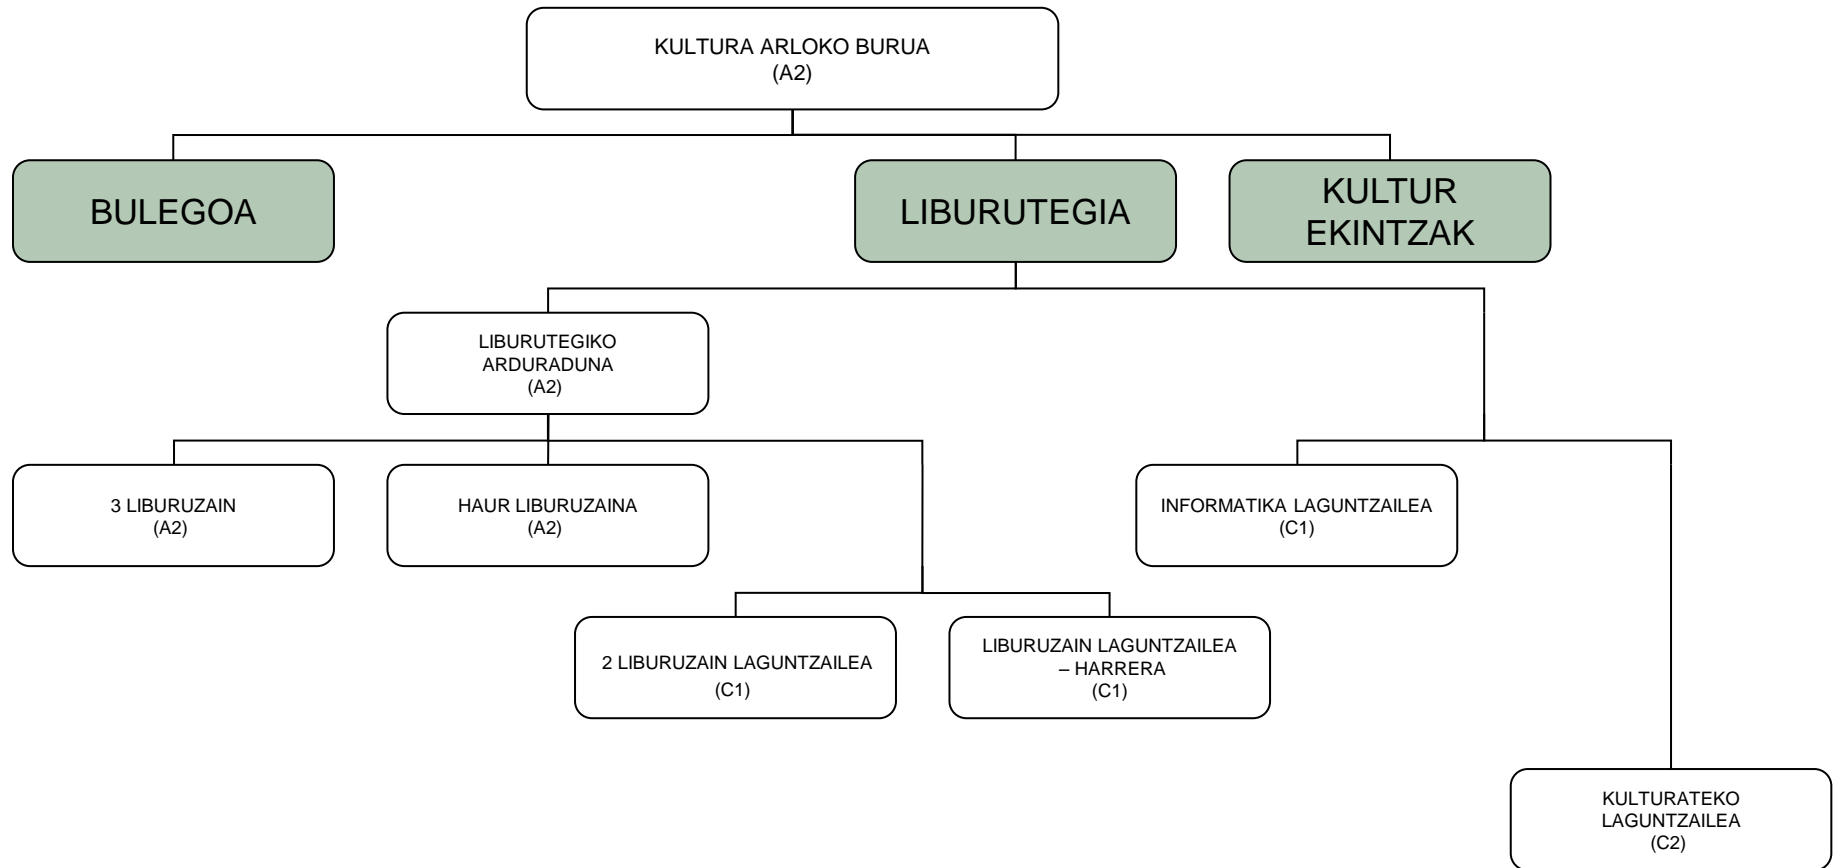 KULTURA ARLOKO BURUA
(A2)
BULEGOA
LIBURUTEGIA
KULTUR
EKINTZAK
LIBURUTEGIKO
ARDURADUNA
(A2)
3 LIBURUZAIN
(A2)
HAUR LIBURUZAINA
(A2)
INFORMATIKA LAGUNTZAILEA
(C1)
2 LIBURUZAIN LAGUNTZAILEA
(C1)
LIBURUZAIN LAGUNTZAILEA
– HARRERA
(C1)
KULTURATEKO
LAGUNTZAILEA
(C2)